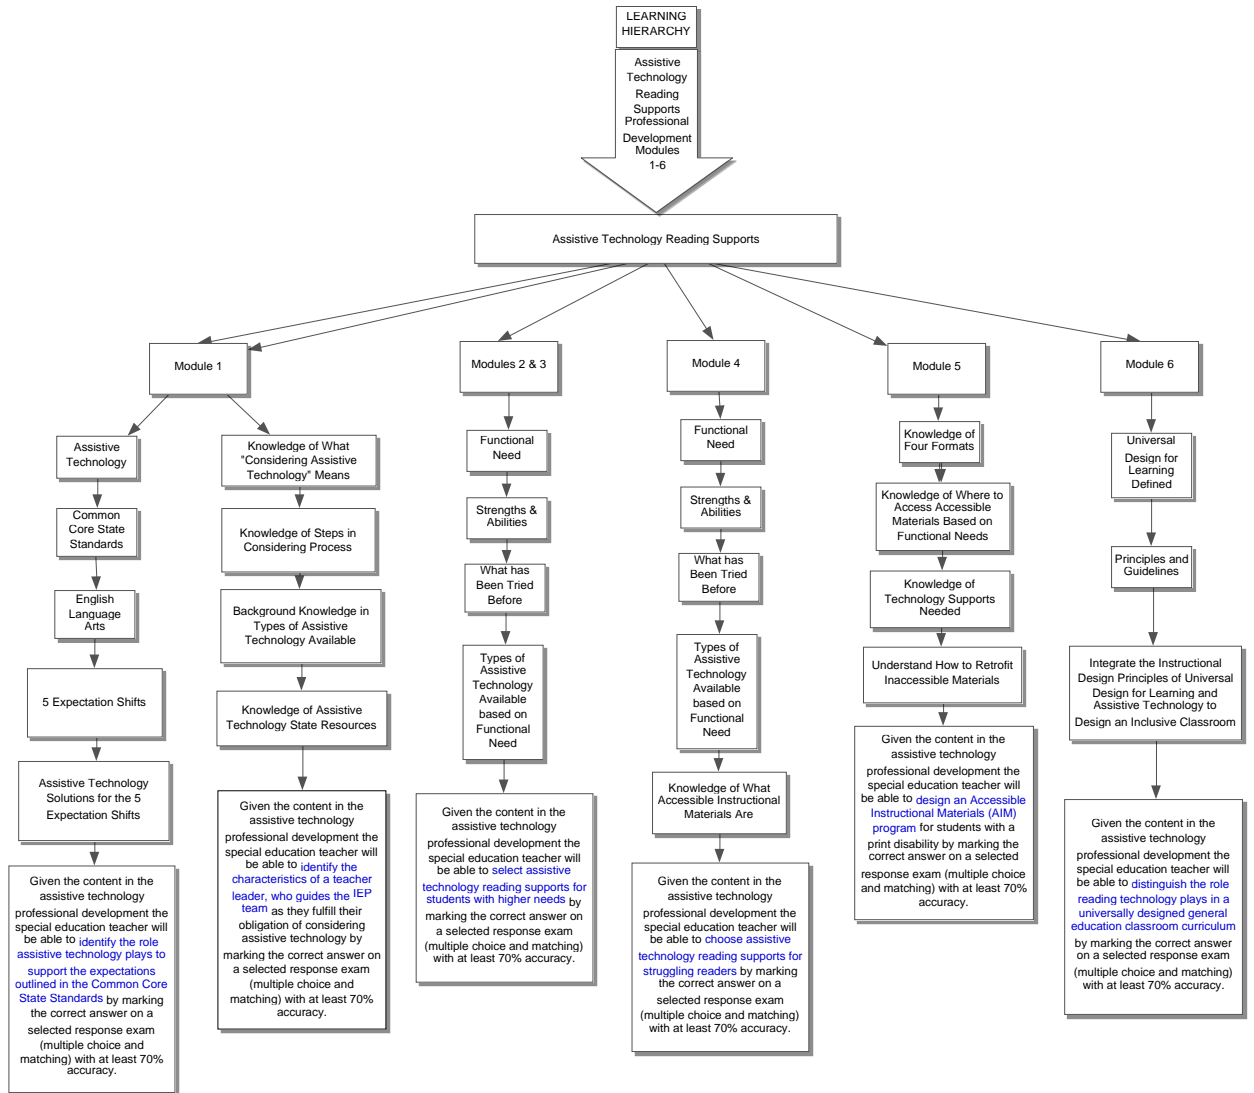 LEARNING
HIERARCHY
Assistive
Technology
Reading
Supports
Professional
Development
Modules
1-6
Assistive Technology Reading Supports
Module 1
Assistive
Technology
Common
Core State
Standards
English
Language
Arts
5 Expectation Shifts
Assistive Technology
Solutions for the 5
Expectation Shifts
Given the content in the
assistive technology
professional development the
special education teacher will
be able to identify the role
assistive technology plays to
support the expectations
outlined in the Common Core
State Standards by marking
the correct answer on a
selected response exam
(multiple choice and
matching) with at least 70%
accuracy.
Knowledge of What
"Considering Assistive
Technology" Means
Knowledge of Steps in
Considering Process
Background Knowledge in
Types of Assistive
Technology Available
Knowledge of Assistive
Technology State Resources
Given the content in the
assistive technology
professional development the
special education teacher will
be able to identify the
characteristics of a teacher
leader, who guides the IEP
team as they fulfill their
obligation of considering
assistive technology by
marking the correct answer on
a selected response exam
(multiple choice and
matching) with at least 70%
accuracy.
Modules 2 & 3
Functional
Need
Strengths &
Abilities
What has
Been Tried
Before
Types of
Assistive
Technology
Available
based on
Functional
Need
Given the content in the
assistive technology
professional development the
special education teacher will
be able to select assistive
technology reading supports for
students with higher needs by
marking the correct answer on
a selected response exam
(multiple choice and matching)
with at least 70% accuracy.
Module 4
Functional
Need
Strengths &
Abilities
What has
Been Tried
Before
Types of
Assistive
Technology
Available
based on
Functional
Need
Knowledge of What
Accessible Instructional
Materials Are
Given the content in the
assistive technology
professional development the
special education teacher will
be able to choose assistive
technology reading supports for
struggling readers by marking
the correct answer on a
selected response exam
(multiple choice and matching)
with at least 70% accuracy.
Module 5
Knowledge of
Four Formats
Knowledge of Where to
Access Accessible
Materials Based on
Functional Needs
Knowledge of
Technology Supports
Needed
Understand How to Retrofit
Inaccessible Materials
Given the content in the
assistive technology
professional development the
special education teacher will
be able to design an Accessible
Instructional Materials (AIM)
program for students with a
print disability by marking the
correct answer on a selected
response exam (multiple choice
and matching) with at least 70%
accuracy.
Module 6
Universal
Design for
Learning
Defined
Principles and
Guidelines
Integrate the Instructional
Design Principles of Universal
Design for Learning and
Assistive Technology to
Design an Inclusive Classroom
Given the content in the
assistive technology
professional development the
special education teacher will
be able to distinguish the role
reading technology plays in a
universally designed general
education classroom curriculum
by marking the correct answer
on a selected response exam
(multiple choice and matching)
with at least 70% accuracy.